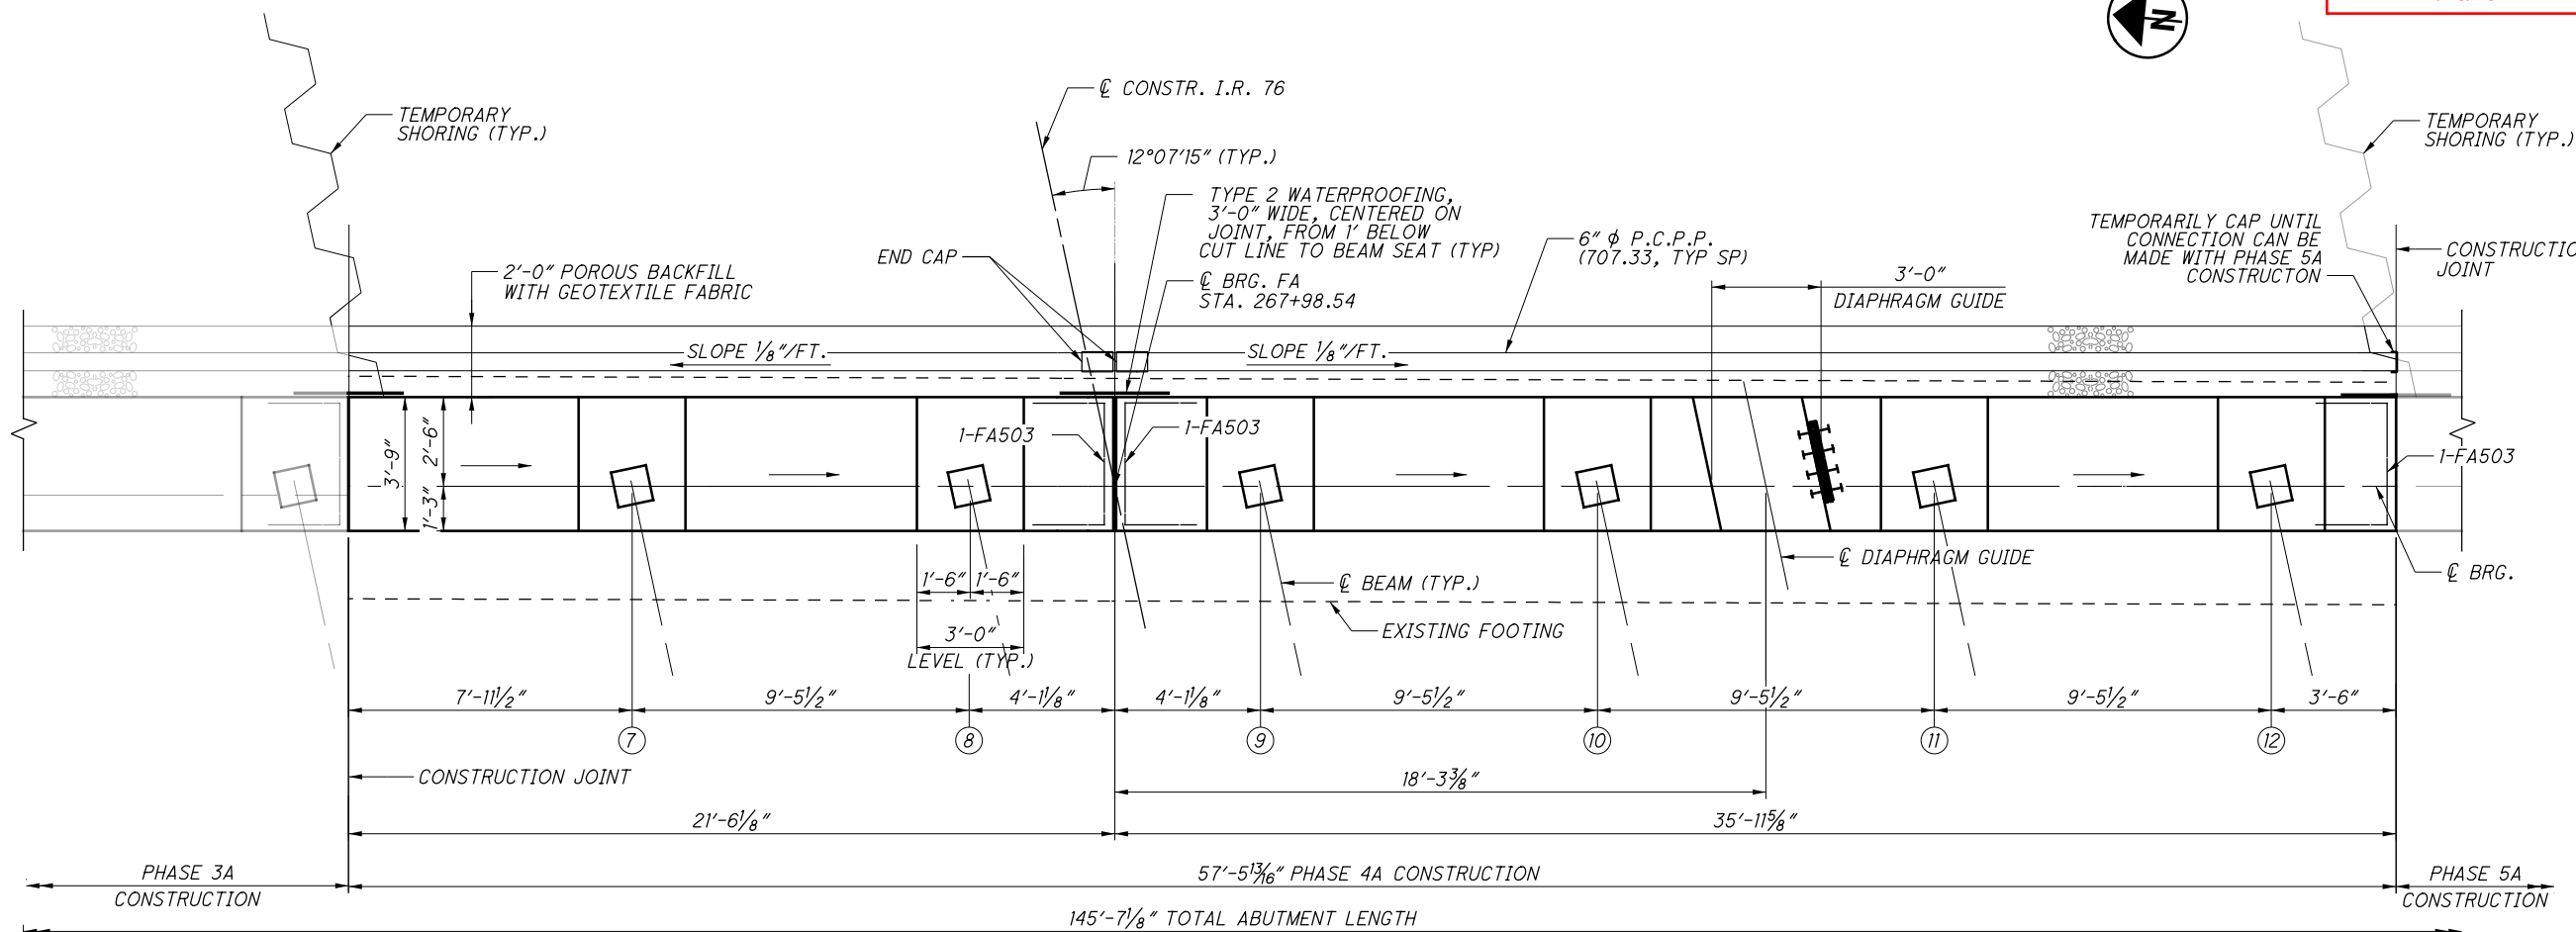 N
℄ CONSTR. I.R. 76
TEMPORARY
SHORING (TYP.)
12°07'15" (TYP.)
TYPE 2 WATERPROOFING,
3'-0" WIDE, CENTERED ON
JOINT, FROM 1' BELOW
CUT LINE TO BEAM SEAT (TYP)
END CAP
℄ BRG. FA
STA. 267+98.54
6" ϕ P.C.P.P.
(707.33, TYP SP)
3'-0"
DIAPHRAGM GUIDE
TEMPORARILY CAP UNTIL
CONNECTION CAN BE
MADE WITH PHASE 5A
CONSTRUCTON
TEMPORARY
SHORING (TYP.)
CONSTRUCTIO
JOINT
2'-0" POROUS BACKFILL
WITH GEOTEXTILE FABRIC
SLOPE 1/8"/FT.
SLOPE 1/8"/FT.
3'-9"
2'-6"
1'-3"
1-FA503
1-FA503
1-FA503
℄ DIAPHRAGM GUIDE
℄ BRG.
℄ BEAM (TYP.)
EXISTING FOOTING
1'-6" 1'-6"
3'-0"
LEVEL (TYP.)
7'-11 1/2" 9'-5 1/2" 4'-1 1/8" 4'-1 1/8" 9'-5 1/2" 9'-5 1/2" 9'-5 1/2" 3'-6"
7 8 9 10 11 12
CONSTRUCTION JOINT
18'-3 3/8"
21'-6 1/8" 35'-11 5/8"
PHASE 3A
CONSTRUCTION
57'-5 13/16" PHASE 4A CONSTRUCTION
PHASE 5A
CONSTRUCTION
145'-7 1/8" TOTAL ABUTMENT LENGTH